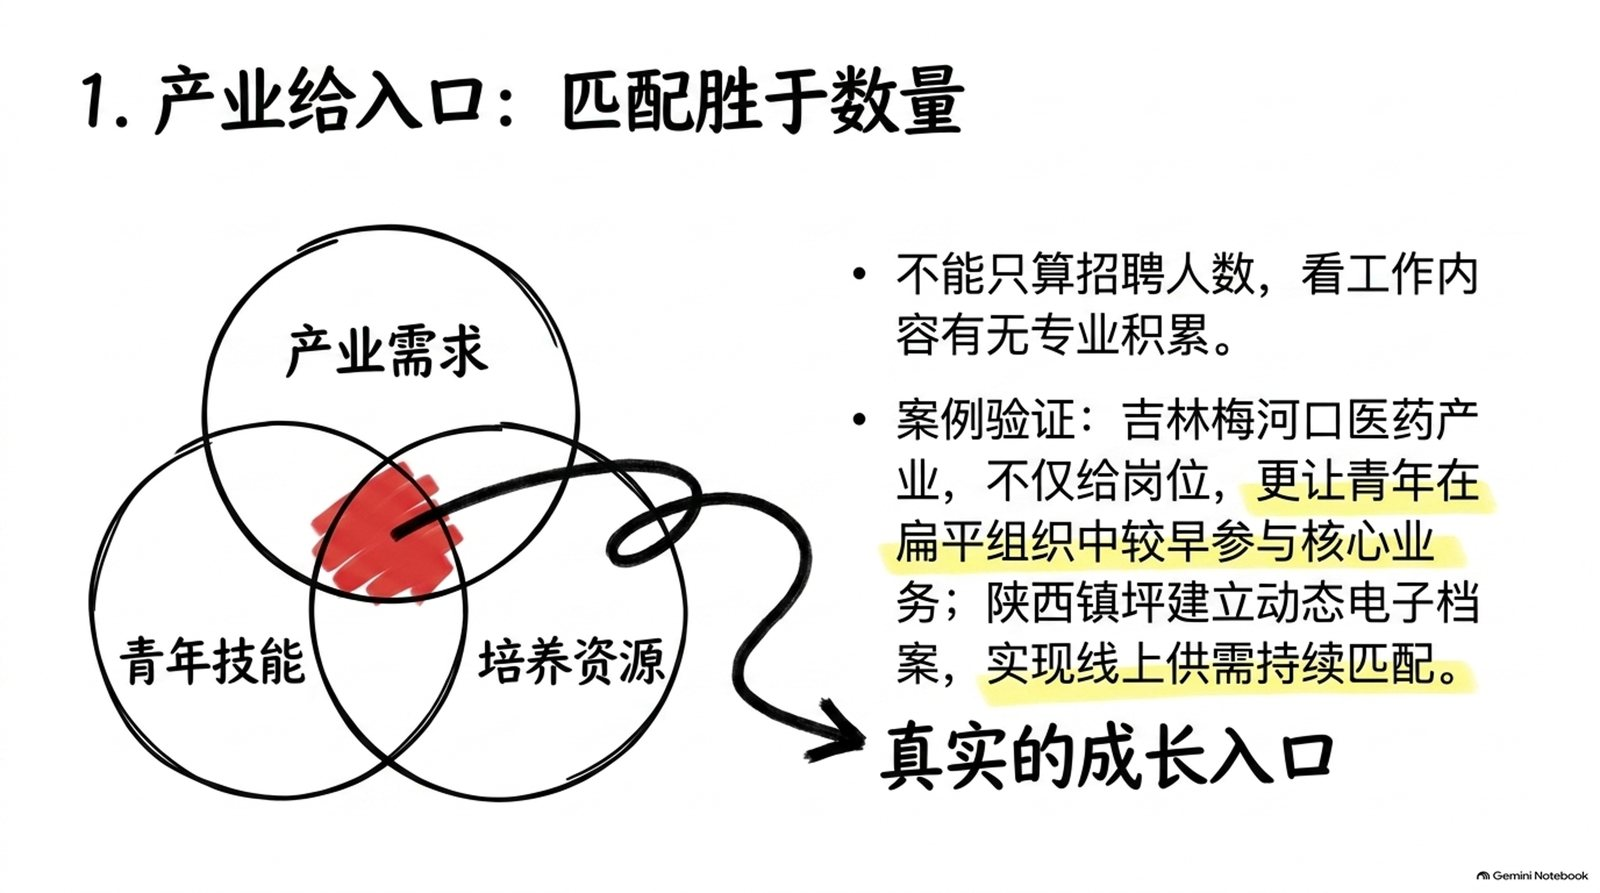 1. 产业给入口：匹配胜于数量
产业需求
青年技能
培养资源
• 不能只算招聘人数，看工作内
容有无专业积累。
• 案例验证：吉林梅河口医药产
业，不仅给岗位，更让青年在
扁平组织中较早参与核心业
务；陕西镇坪建立动态电子档
案，实现线上供需持续匹配。
真实的成长入口
Gemini Notebook